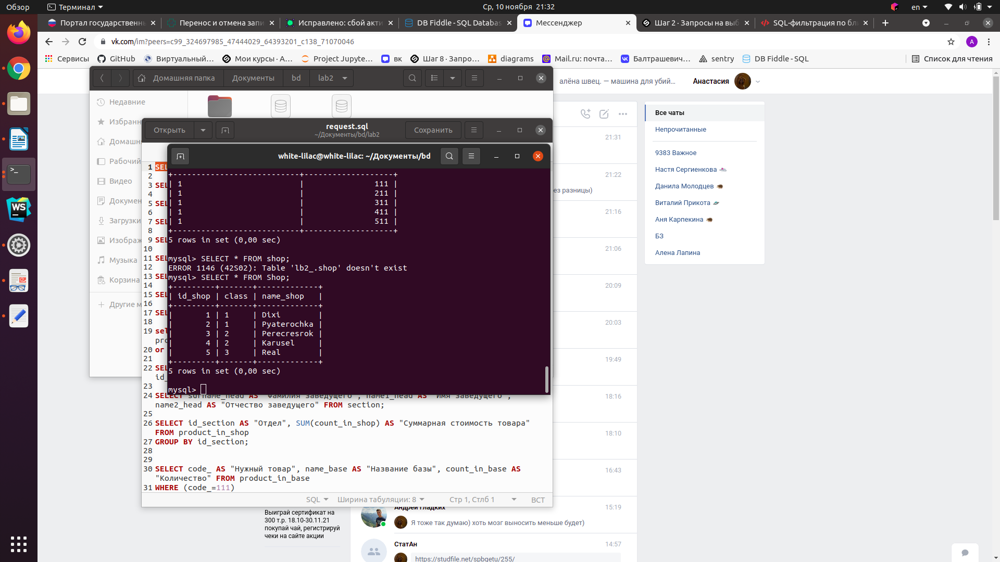 Обзор
Терминал
Ср, 10 ноября 21:32
en
Портал государственн
Перенос и отмена запи
Исправлено: сбой акти
DB Fiddle - SQL Databas
Мессенджер
Шаг 2 · Запросы на выб
SQL-фильтрация по бл
vk.com/im?peers=c99_324697985_47444029_64393201_c138_71070046
A
Сервисы
GitHub
Виртуальный…
Мои курсы · A…
Project Jupyte…
вк
Шаг 8 · Запро…
diagrams
Mail.ru: почта…
Балтрашевич…
sentry
DB Fiddle - SQL
Список для чтения
Домашняя папка
Документы
bd
lab2
алёна швец. — машина для убий…
Анастасия
Недавние
Избранн
Домашн
Рабочий
Видео
Докумен
Загрузки
Изображ
Музыка
Корзина
Другие м
Открыть
request.sql
~/Документы/bd/lab2
Сохранить
white-lilac@white-lilac: ~/Документы/bd
+---------------------------+-------------------+
| 1 | 111 |
| 1 | 211 |
| 1 | 311 |
| 1 | 411 |
| 1 | 511 |
+---------------------------+-------------------+
5 rows in set (0,00 sec)
mysql> SELECT * FROM shop;
ERROR 1146 (42S02): Table 'lb2_.shop' doesn't exist
mysql> SELECT * FROM Shop;
+---------+-------+-------------+
| id_shop | class | name_shop |
+---------+-------+-------------+
| 1 | 1 | Dixi |
| 2 | 1 | Pyaterochka |
| 3 | 2 | Perecresrok |
| 4 | 2 | Karusel |
| 5 | 3 | Real |
+---------+-------+-------------+
5 rows in set (0,00 sec)
mysql>
1 SEL
2
3 SEL
4
5 SEL
6
7 SEL
8
9 SEL
10
11 SEL
12
13 SEL
14
15 SEL
16
17 SEL
18
19 sel
pro
20 or
21
22 SEL
id_
23
24 SELECT surname_head AS "Фамилия заведущего", name1_head AS "Имя заведущего",
name2_head AS "Отчество заведущего" FROM section;
25
26 SELECT id_section AS "Отдел", SUM(count_in_shop) AS "Суммарная стоимость товара"
FROM product_in_shop
27 GROUP BY id_section;
28
29
30 SELECT code_ AS "Нужный товар", name_base AS "Название базы", count_in_base AS
"Количество" FROM product_in_base
31 WHERE (code_=111)
SQL
Ширина табуляции: 8
Стр 1, Стлб 1
ВСТ
21:31
21:22
ез разницы)
21:16
21:06
20:09
20:03
19:49
18:16
18:10
16:43
Андрей Гладких
15:19
Я тоже так думаю) хоть мозг выносить меньше будет)
СтатАн
14:57
https://studfile.net/spbgetu/255/
Выиграй сертификат на
300 т.р. 18.10-30.11.21
покупай чай, регистрируй
чеки на сайте акции
Все чаты
Непрочитанные
9383 Важное
Настя Сергиенкова
Данила Молодцев
Виталий Прикота
Аня Карпекина
БЗ
Алена Лапина
WS